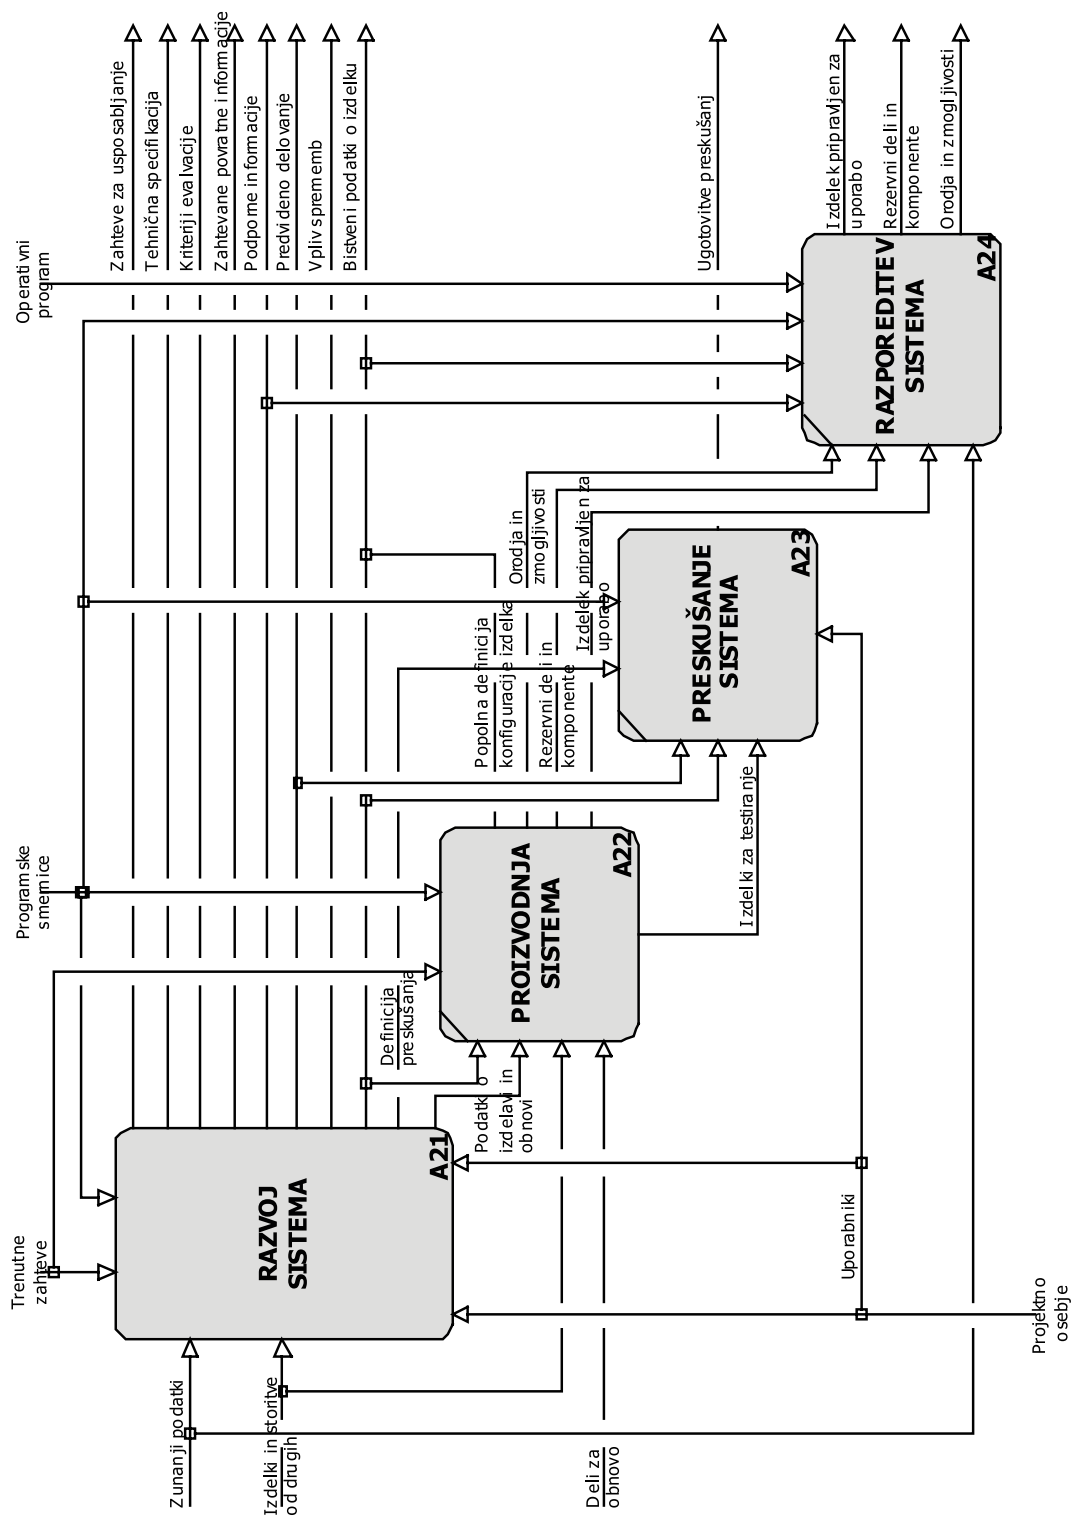 Zunanji podatki
Izdelki in storitve
od drugih
Deli za
obnovo
Trenutne
zahteve
Programske
smernice
Operativni
program
RAZVOJ
SISTEMA
A21
Podatki o
izdelavi in
obnovi
Definicija
preskušanja
PROIZVODNJA
SISTEMA
A22
Popolna definicija
konfiguracije izdelka
Orodja in
zmogljivosti
Rezervni deli in
komponente
Izdelek pripravljen za
uporabo
Izdelki za testiranje
PRESKUŠANJE
SISTEMA
A23
RAZPOREDITEV
SISTEMA
A24
Uporabniki
Projektno
osebje
Zahteve za usposabljanje
Tehnična specifikacija
Kriteriji evalvacije
Zahtevane povratne informacije
Podporne informacije
Predvideno delovanje
Vpliv sprememb
Bistveni podatki o izdelku
Ugotovitve preskušanj
Izdelek pripravljen za
uporabo
Rezervni deli in
komponente
Orodja in zmogljivosti